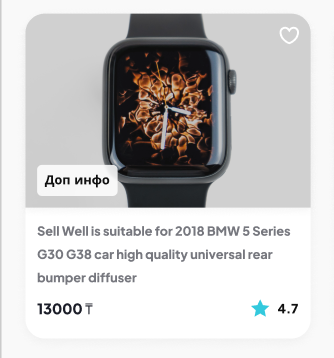 Доп инфо
Sell Well is suitable for 2018 BMW 5 Series
G30 G38 car high quality universal rear
bumper diffuser
13000 ₸
4.7